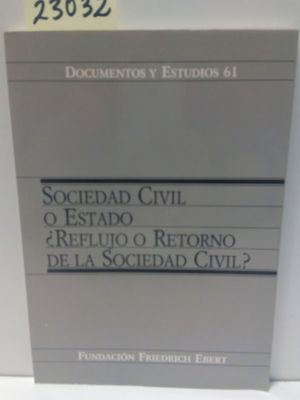 23032
DOCUMENTOS Y ESTUDIOS 61
SOCIEDAD CIVIL
O ESTADO
¿REFLUJO O RETORNO
DE LA SOCIEDAD CIVIL?
FUNDACIÓN FRIEDRICH EBERT